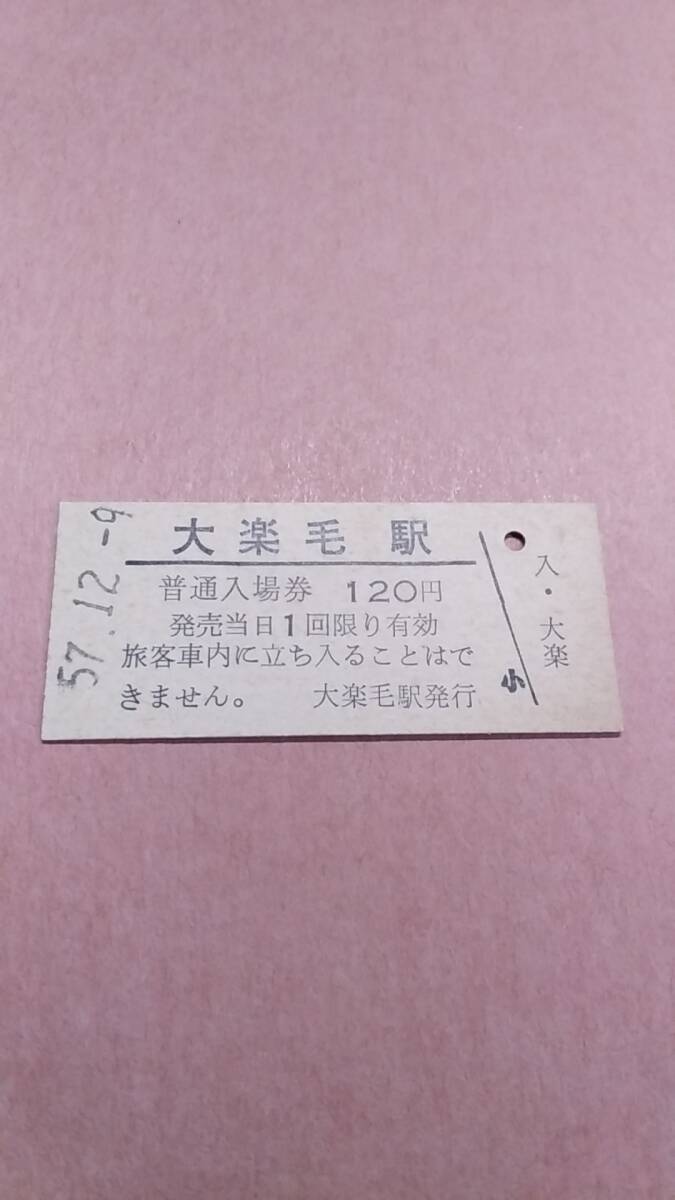 57.12 -9
大楽毛駅
普通入場券 120円
発売当日1回限り有効
旅客車内に立ち入ることはで
きません。 大楽毛駅発行
入・大楽